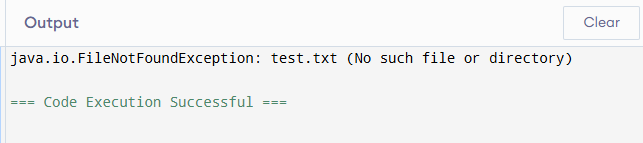 Output
Clear
java.io.FileNotFoundException: test.txt (No such file or directory)
=== Code Execution Successful ===